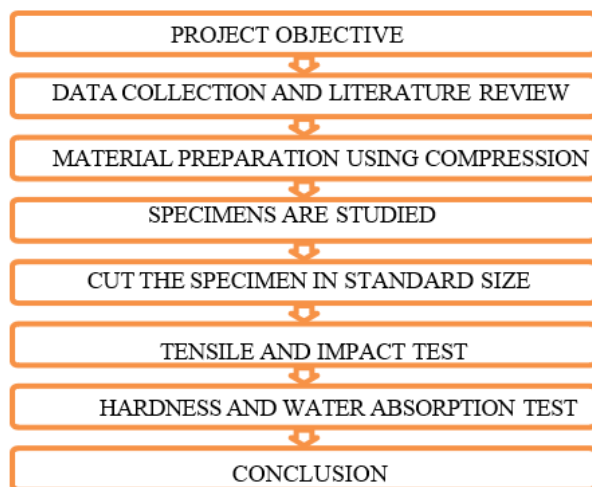 PROJECT OBJECTIVE
DATA COLLECTION AND LITERATURE REVIEW
MATERIAL PREPARATION USING COMPRESSION
SPECIMENS ARE STUDIED
CUT THE SPECIMEN IN STANDARD SIZE
TENSILE AND IMPACT TEST
HARDNESS AND WATER ABSORPTION TEST
CONCLUSION